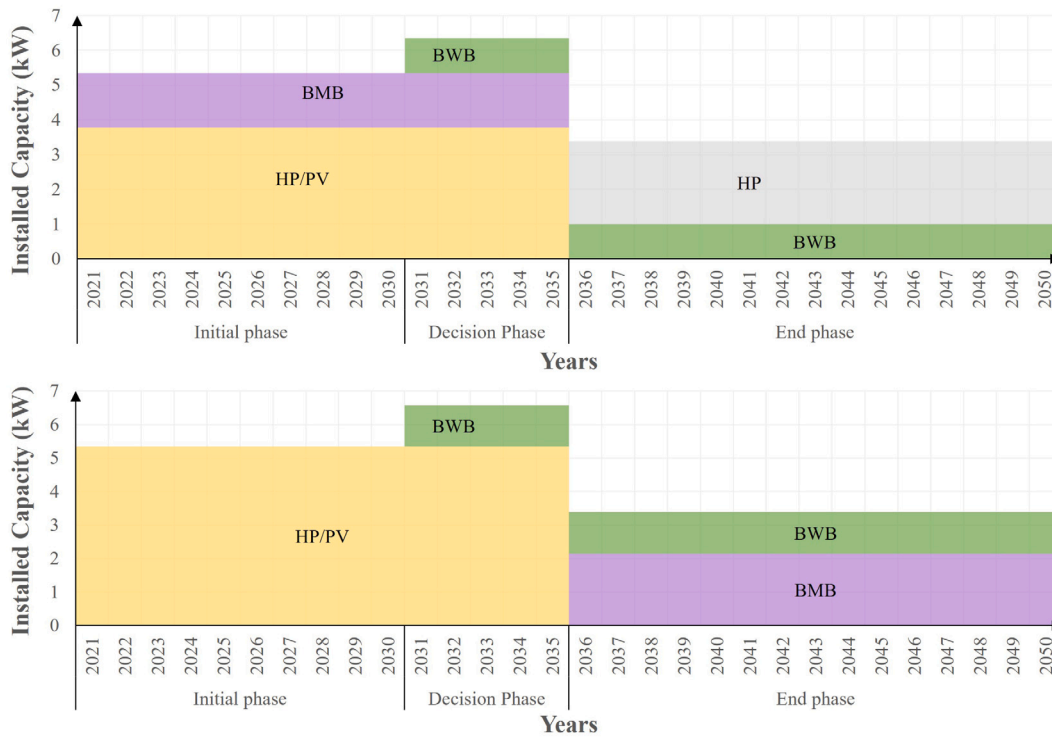 Installed Capacity (kW)
7
6
5
4
3
2
1
0
BWB
BMB
HP/PV
HP
BWB
2021 2022 2023 2024 2025 2026 2027 2028 2029 2030 2031 2032 2033 2034 2035 2036 2037 2038 2039 2040 2041 2042 2043 2044 2045 2046 2047 2048 2049 2050
Initial phase Decision Phase End phase
Years
Installed Capacity (kW)
7
6
5
4
3
2
1
0
BWB
HP/PV
BWB
BMB
2021 2022 2023 2024 2025 2026 2027 2028 2029 2030 2031 2032 2033 2034 2035 2036 2037 2038 2039 2040 2041 2042 2043 2044 2045 2046 2047 2048 2049 2050
Initial phase Decision Phase End phase
Years